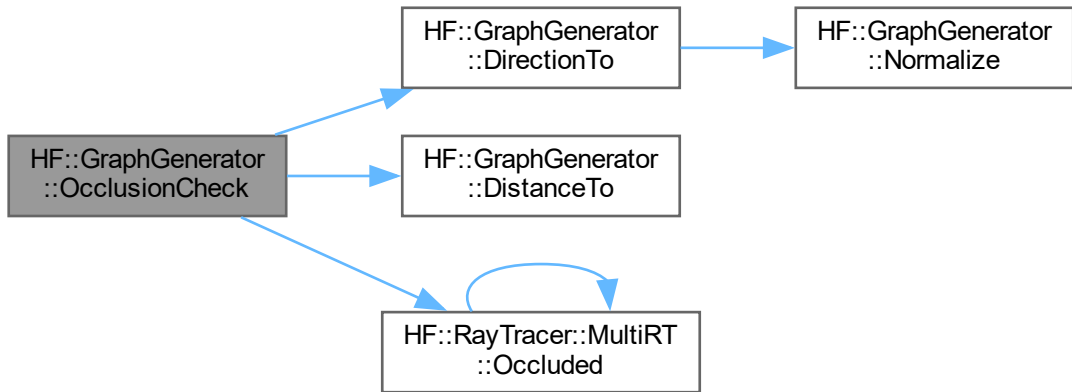 HF::GraphGenerator
::OcclusionCheck
HF::GraphGenerator
::DirectionTo
HF::GraphGenerator
::Normalize
HF::GraphGenerator
::DistanceTo
HF::RayTracer::MultiRT
::Occluded